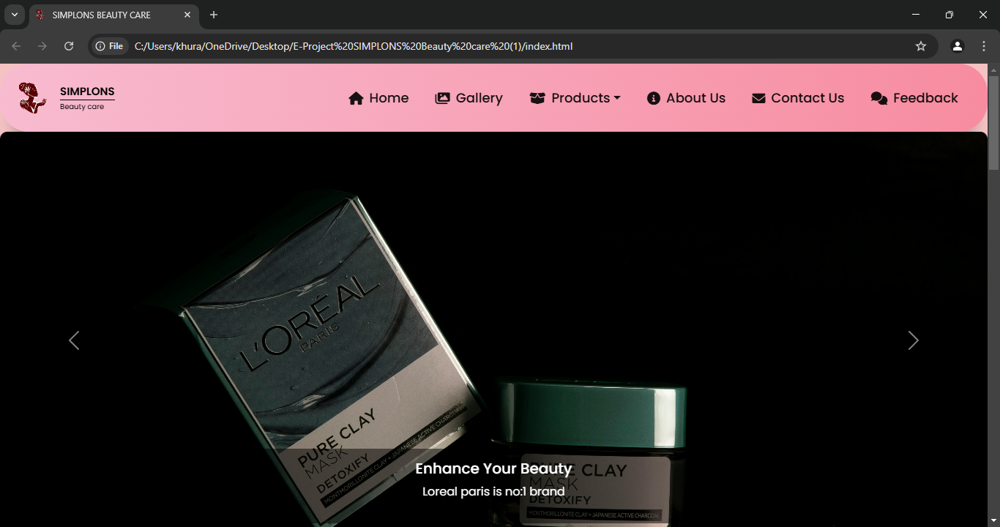 SIMPLONS BEAUTY CARE
File
C:/Users/khura/OneDrive/Desktop/E-Project%20SIMPLONS%20Beauty%20care%20(1)/index.html
SIMPLONS
Beauty care
Home
Gallery
Products
About Us
Contact Us
Feedback
L'ORÉAL
PARIS
PURE CLAY
MASK
DETOXIFY
MONTMORILLONITE CLAY + JAPANESE ACTIVE CHARCOAL
Enhance Your Beauty
Loreal paris is no:1 brand
PURE CLAY
MASK
DETOXIFY
MONTMORILLONITE CLAY + JAPANESE ACTIVE CHARCOAL